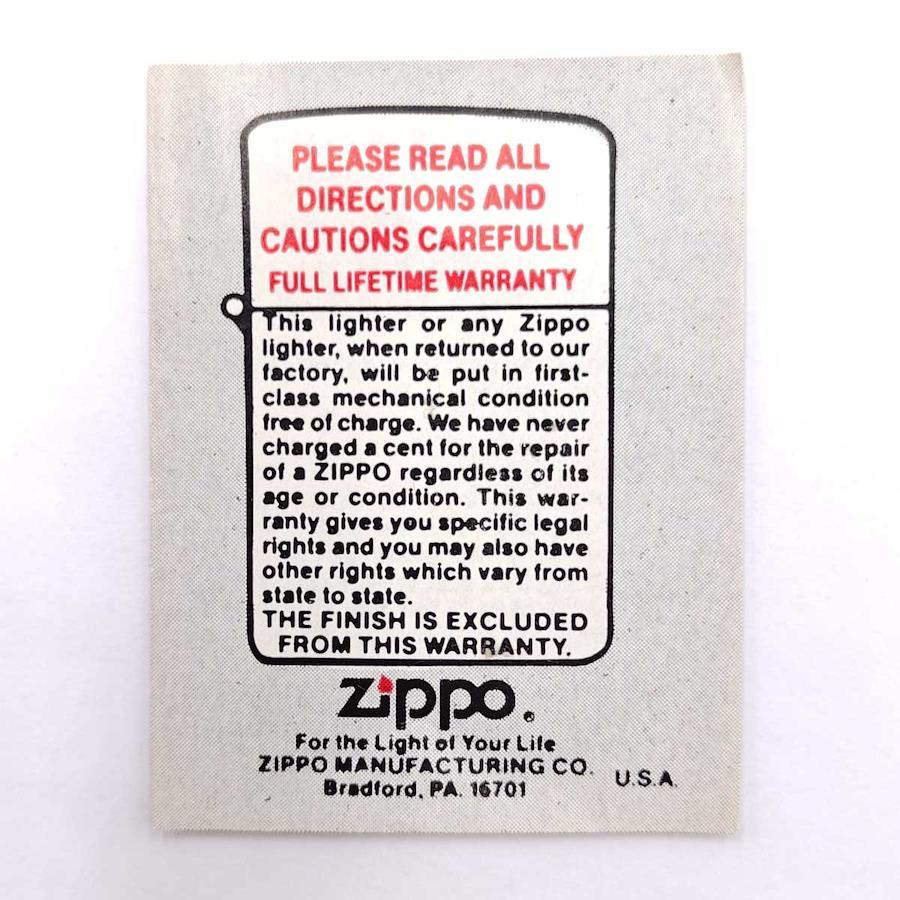 PLEASE READ ALL
DIRECTIONS AND
CAUTIONS CAREFULLY
FULL LIFETIME WARRANTY
This lighter or any Zippo
lighter, when returned to our
factory, will be put in first-
class mechanical condition
free of charge. We have never
charged a cent for the repair
of a ZIPPO regardless of its
age or condition. This war-
ranty gives you specific legal
rights and you may also have
other rights which vary from
state to state.
THE FINISH IS EXCLUDED
FROM THIS WARRANTY.
zippo®
For the Light of Your Life
ZIPPO MANUFACTURING CO.
Bradford, PA. 16701
U.S.A.